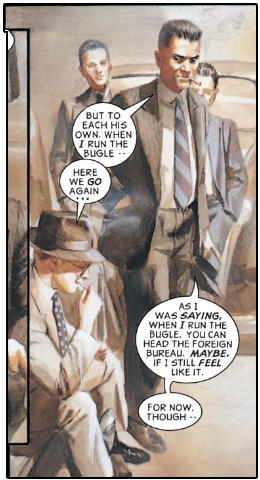 BUT TO
EACH HIS
OWN. WHEN
I RUN THE
BUGLE --
HERE
WE GO
AGAIN
...
AS I
WAS SAYING,
WHEN I RUN THE
BUGLE. YOU CAN
HEAD THE FOREIGN
BUREAU. MAYBE.
IF I STILL FEEL
LIKE IT.
FOR NOW,
THOUGH --